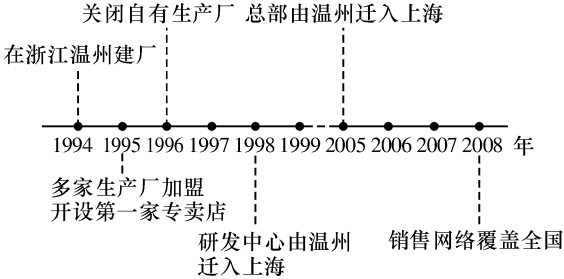 关闭自有生产厂 总部由温州迁入上海
在浙江温州建厂
1994 1995 1996 1997 1998 1999 2005 2006 2007 2008 年
多家生产厂加盟
开设第一家专卖店
研发中心由温州
迁入上海
销售网络覆盖全国